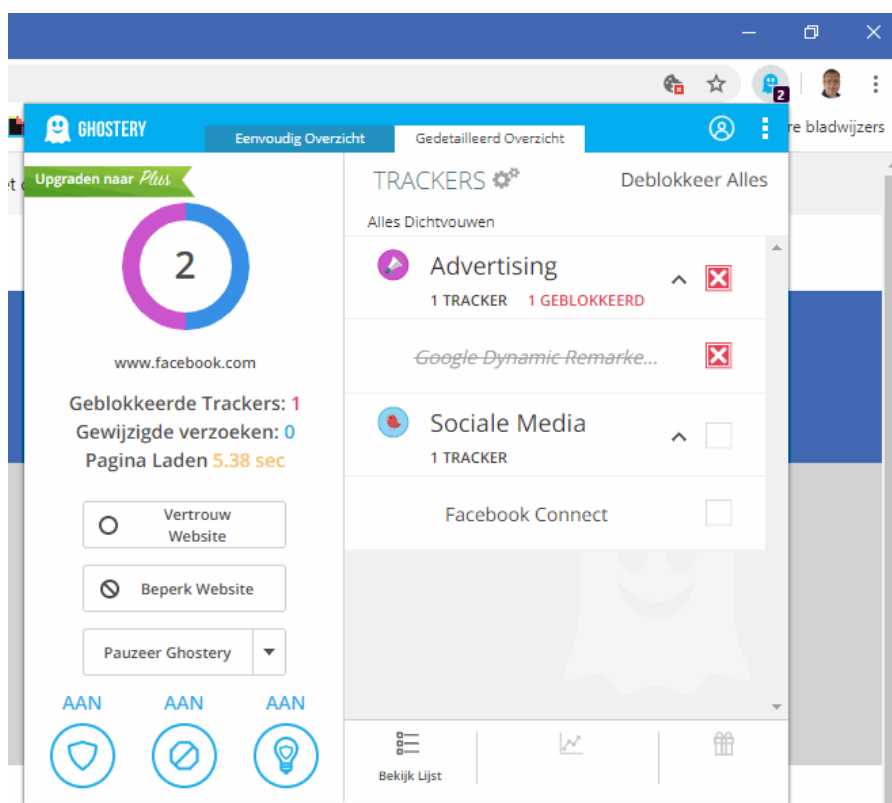 2
re bladwijzers
GHOSTERY
Eenvoudig Overzicht
Gedetailleerd Overzicht
Upgraden naar Plus
2
www.facebook.com
Geblokkeerde Trackers: 1
Gewijzigde verzoeken: 0
Pagina Laden 5.38 sec
Vertrouw
Website
Beperk Website
Pauzeer Ghostery
AAN AAN AAN
TRACKERS
Deblokkeer Alles
Alles Dichtvouwen
Advertising
1 TRACKER 1 GEBLOKKEERD
Google Dynamic Remarke...
Sociale Media
1 TRACKER
Facebook Connect
Bekijk Lijst